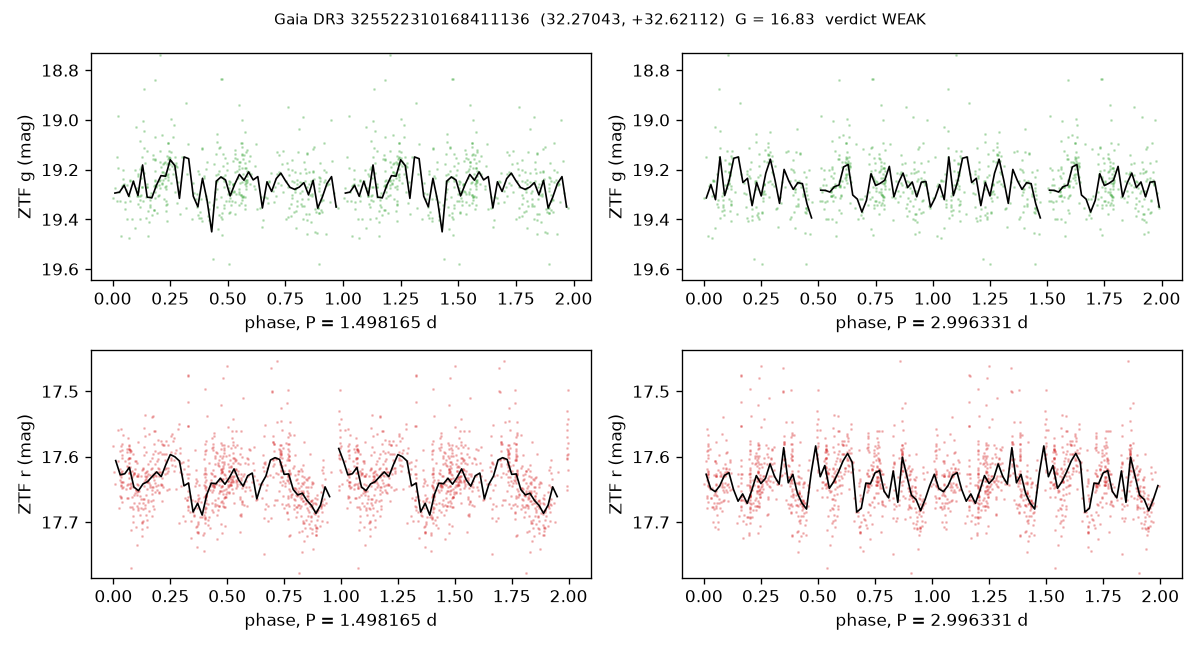 Gaia DR3 325522310168411136  (32.27043, +32.62112)  G = 16.83  verdict WEAK
ZTF g (mag)
18.8
19.0
19.2
19.4
19.6
0.00 0.25 0.50 0.75 1.00 1.25 1.50 1.75 2.00
phase, P = 1.498165 d
ZTF g (mag)
18.8
19.0
19.2
19.4
19.6
0.00 0.25 0.50 0.75 1.00 1.25 1.50 1.75 2.00
phase, P = 2.996331 d
ZTF r (mag)
17.5
17.6
17.7
0.00 0.25 0.50 0.75 1.00 1.25 1.50 1.75 2.00
phase, P = 1.498165 d
ZTF r (mag)
17.5
17.6
17.7
0.00 0.25 0.50 0.75 1.00 1.25 1.50 1.75 2.00
phase, P = 2.996331 d